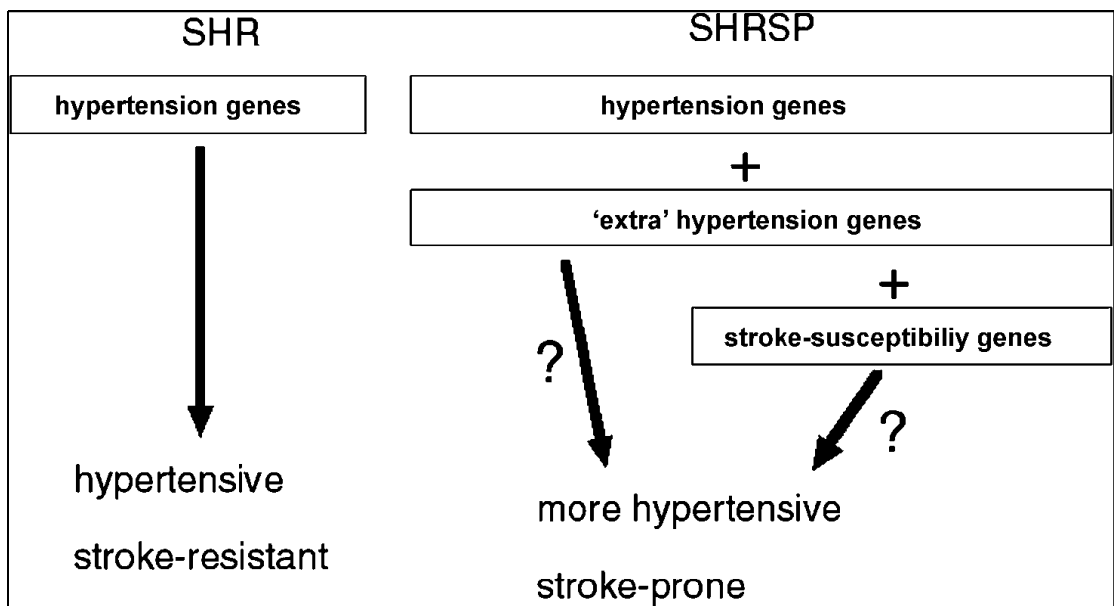 SHR
hypertension genes
hypertensive
stroke-resistant
SHRSP
hypertension genes
+
‘extra’ hypertension genes
+
stroke-susceptibiliy genes
?
?
more hypertensive
stroke-prone